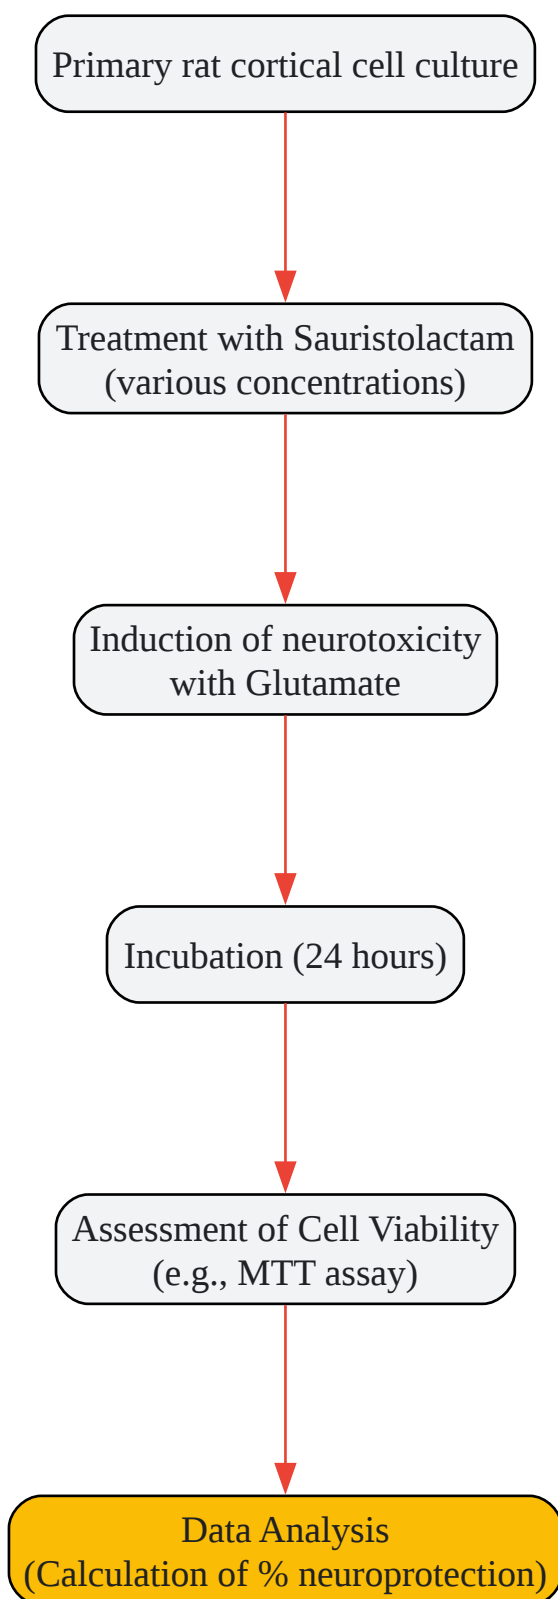 Primary rat cortical cell culture
Treatment with Sauristolactam
(various concentrations)
Induction of neurotoxicity
with Glutamate
Incubation (24 hours)
Assessment of Cell Viability
(e.g., MTT assay)
Data Analysis
(Calculation of % neuroprotection)